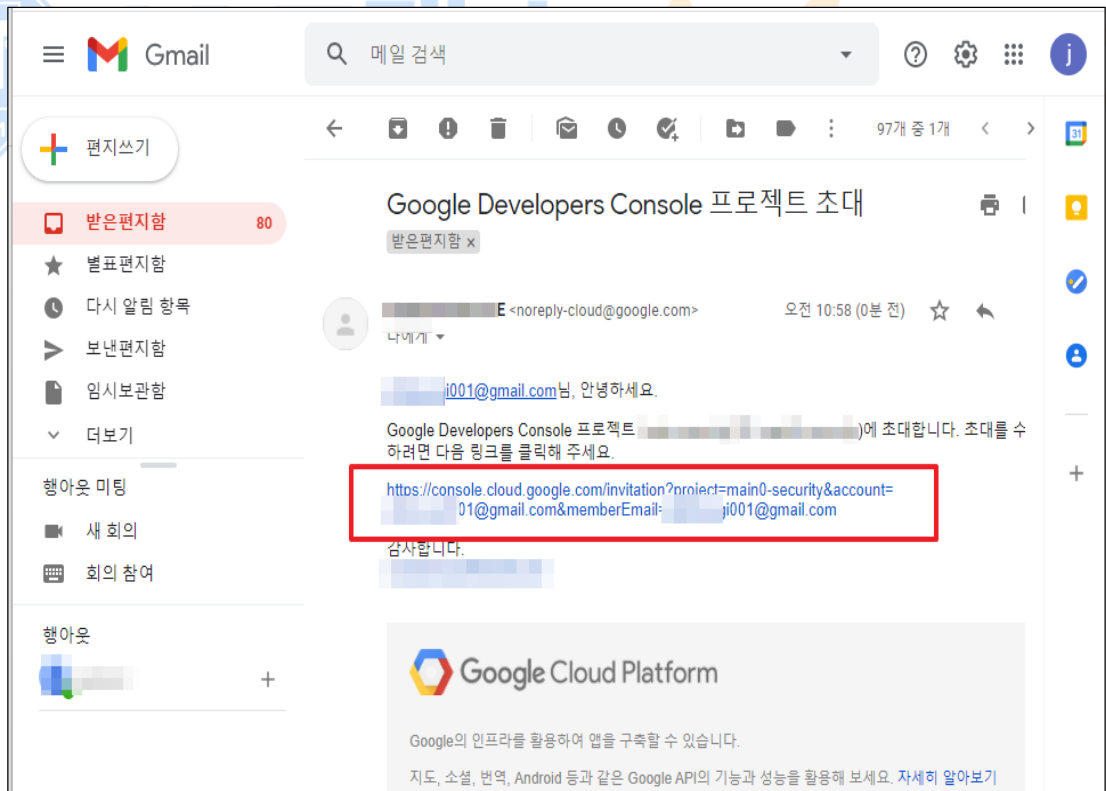 Gmail
메일 검색
j
편지쓰기
97개 중 1개
31
받은편지함 80
별표편지함
다시 알림 항목
보낸편지함
임시보관함
더보기
행아웃 미팅
새 회의
회의 참여
행아웃
Google Developers Console 프로젝트 초대
받은편지함 x
E <noreply-cloud@google.com> 오전 10:58 (0분 전)
나에게
i001@gmail.com님, 안녕하세요.
Google Developers Console 프로젝트 )에 초대합니다. 초대를 수
하려면 다음 링크를 클릭해 주세요.
https://console.cloud.google.com/invitation?project=main0-security&account=
01@gmail.com&memberEmail= gi001@gmail.com
감사합니다.
Google Cloud Platform
Google의 인프라를 활용하여 앱을 구축할 수 있습니다.
지도, 소셜, 번역, Android 등과 같은 Google API의 기능과 성능을 활용해 보세요. 자세히 알아보기